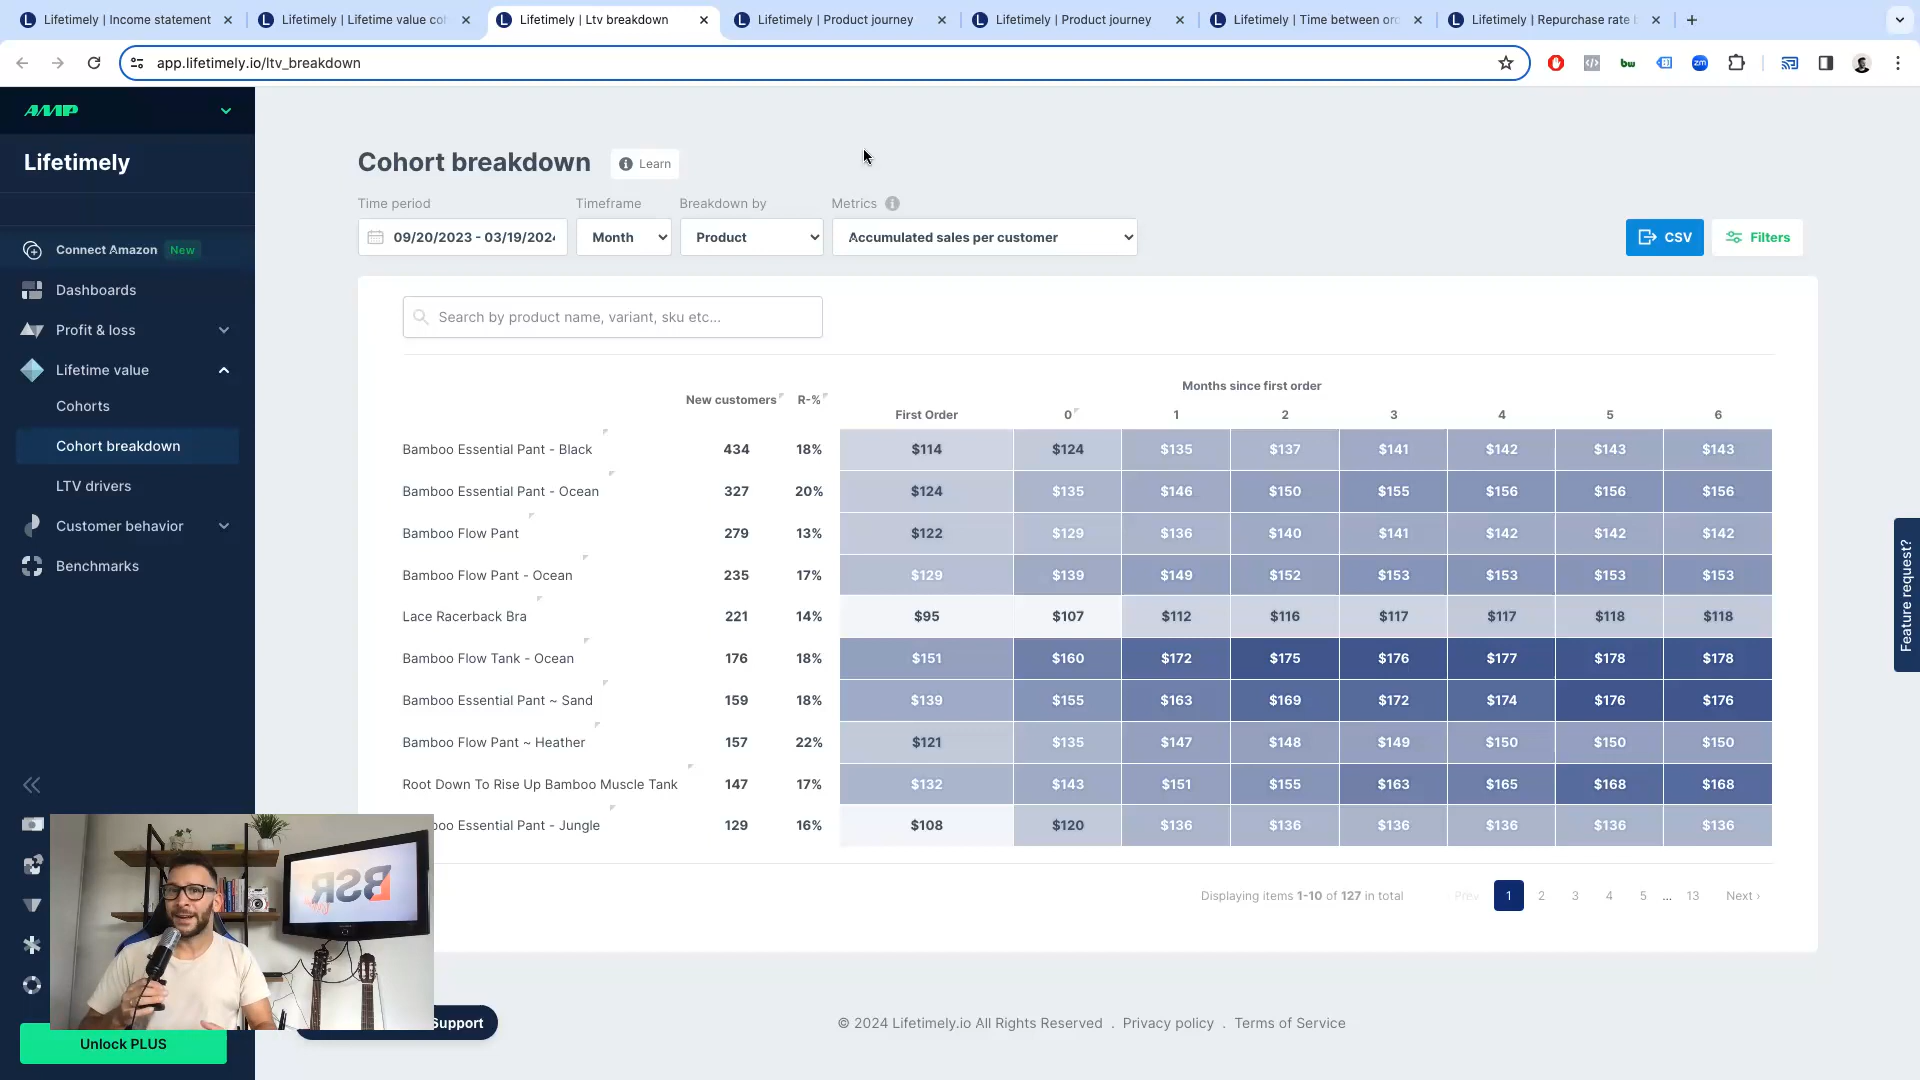 Lifetimely | Income statement
Lifetimely | Lifetime value co
Lifetimely | Ltv breakdown
Lifetimely | Product journey
Lifetimely | Product journey
Lifetimely | Time between or
Lifetimely | Repurchase rate
app.lifetimely.io/ltv_breakdown
bw
zm
AMP
Lifetimely
Connect Amazon New
Dashboards
Profit & loss
Lifetime value
Cohorts
Cohort breakdown
LTV drivers
Customer behavior
Benchmarks
Unlock PLUS
Cohort breakdown
Learn
Time period Timeframe Breakdown by Metrics
09/20/2023 - 03/19/2024 Month Product Accumulated sales per customer
CSV Filters
Search by product name, variant, sku etc...
Months since first order
New customers R-% First Order 0 1 2 3 4 5 6
Bamboo Essential Pant - Black 434 18% $114 $124 $135 $137 $141 $142 $143 $143
Bamboo Essential Pant - Ocean 327 20% $124 $135 $146 $150 $155 $156 $156 $156
Bamboo Flow Pant 279 13% $122 $129 $136 $140 $141 $142 $142 $142
Bamboo Flow Pant - Ocean 235 17% $129 $139 $149 $152 $153 $153 $153 $153
Lace Racerback Bra 221 14% $95 $107 $112 $116 $117 $117 $118 $118
Bamboo Flow Tank - Ocean 176 18% $151 $160 $172 $175 $176 $177 $178 $178
Bamboo Essential Pant ~ Sand 159 18% $139 $155 $163 $169 $172 $174 $176 $176
Bamboo Flow Pant ~ Heather 157 22% $121 $135 $147 $148 $149 $150 $150 $150
Root Down To Rise Up Bamboo Muscle Tank 147 17% $132 $143 $151 $155 $163 $165 $168 $168
boo Essential Pant - Jungle 129 16% $108 $120 $136 $136 $136 $136 $136 $136
Displaying items 1-10 of 127 in total Prev 1 2 3 4 5 ... 13 Next ›
Support
© 2024 Lifetimely.io All Rights Reserved . Privacy policy . Terms of Service
Feature request?
BSR